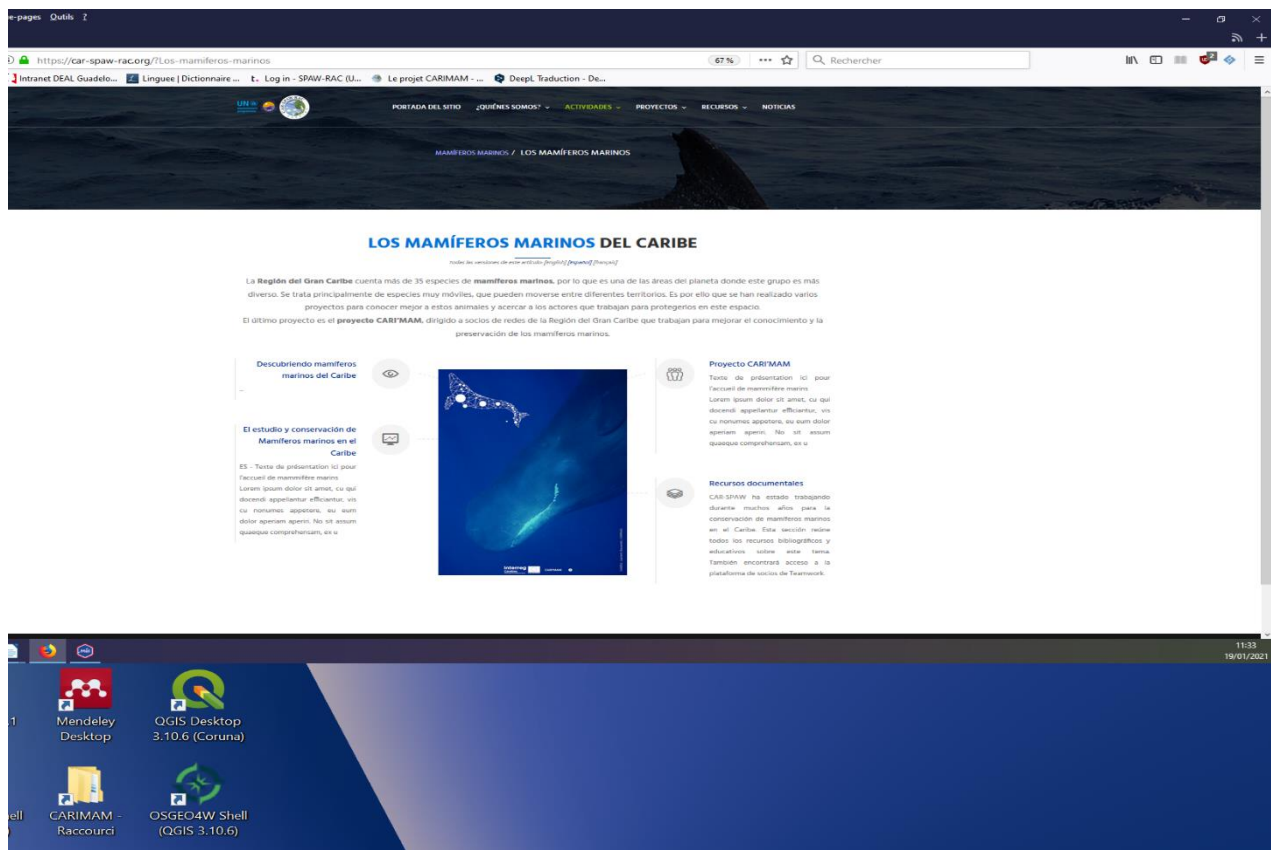 e-pages Outils ?
https://car-spaw-rac.org/?Los-mamiferos-marinos
67 %
Rechercher
2
Intranet DEAL Guadelo...
Linguee | Dictionnaire ...
Log in - SPAW-RAC (U...
Le projet CARIMAM - ...
DeepL Traduction - De...
UN
PORTADA DEL SITIO ¿QUIÉNES SOMOS? ACTIVIDADES PROYECTOS RECURSOS NOTICIAS
MAMÍFEROS MARINOS / LOS MAMÍFEROS MARINOS
LOS MAMÍFEROS MARINOS DEL CARIBE
todas las versiones de este artículo: [English] [Español] [français]
La Región del Gran Caribe cuenta más de 35 especies de mamíferos marinos, por lo que es una de las áreas del planeta donde este grupo es más
diverso. Se trata principalmente de especies muy móviles, que pueden moverse entre diferentes territorios. Es por ello que se han realizado varios
proyectos para conocer mejor a estos animales y acercar a los actores que trabajan para protegerlos en este espacio.
El último proyecto es el proyecto CARI'MAM, dirigido a socios de redes de la Región del Gran Caribe que trabajan para mejorar el conocimiento y la
preservación de los mamíferos marinos.
Descubriendo mamíferos
marinos del Caribe
...
El estudio y conservación de
Mamíferos marinos en el
Caribe
ES - Texte de présentation ici pour
l'accueil de mammifère marins
Lorem ipsum dolor sit amet, cu qui
docendi appellantur efficiantur, vis
cu nonumes appetere, eu eum
dolor aperiam aperiri. No sit assum
quaeque comprehensam, ex u
Interreg
CARIMAM
Proyecto CARI'MAM
Texte de présentation ici pour
l'accueil de mammifère marins
Lorem ipsum dolor sit amet, cu qui
docendi appellantur efficiantur, vis
cu nonumes appetere, eu eum dolor
aperiam aperiri. No sit assum
quaeque comprehensam, ex u
Recursos documentales
CAR-SPAW ha estado trabajando
durante muchos años para la
conservación de mamíferos marinos
en el Caribe. Esta sección reúne
todos los recursos bibliográficos y
educativos sobre este tema.
También encontrará acceso a la
plataforma de socios de Teamwork.
11:33
19/01/2021
.1
Mendeley
Desktop
QGIS Desktop
3.10.6 (Coruna)
ell
)
CARIMAM -
Raccourci
OSGEO4W Shell
(QGIS 3.10.6)